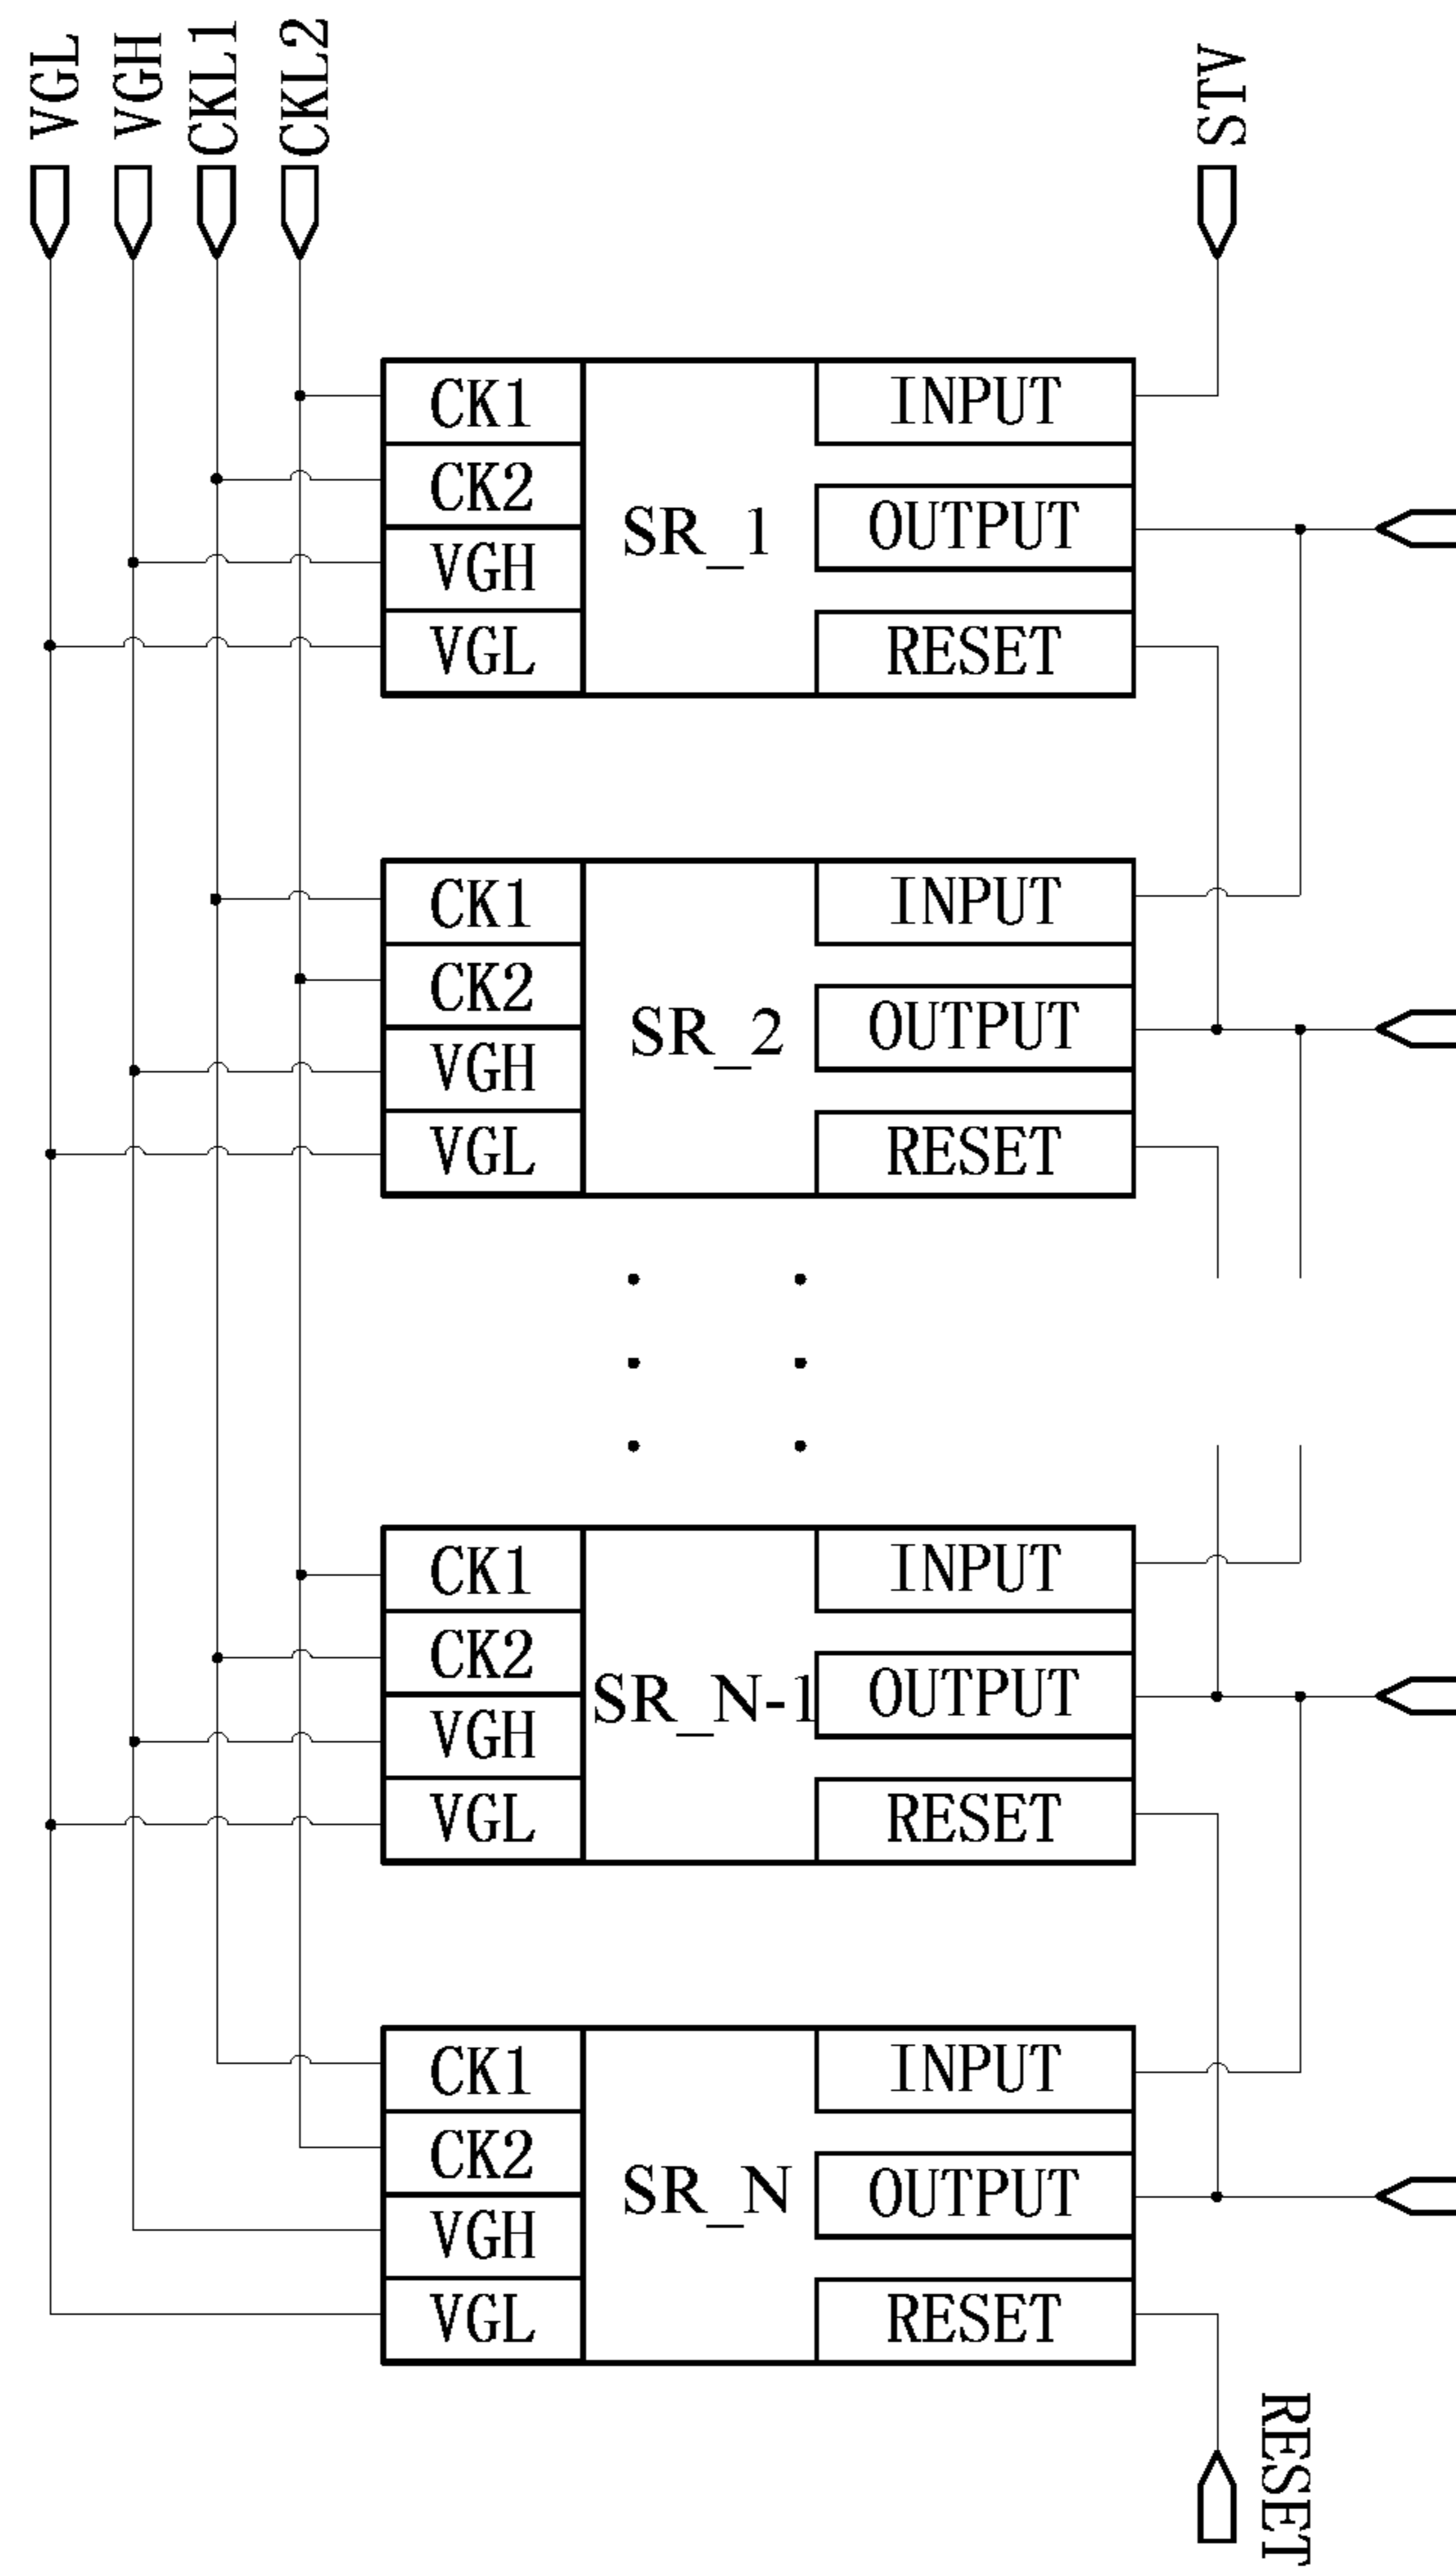 VGL
VGH
CKL1
CKL2
STV
CK1
CK2
VGH
VGL
SR_1
INPUT
OUTPUT
RESET
CK1
CK2
VGH
VGL
SR_2
INPUT
OUTPUT
RESET
CK1
CK2
VGH
VGL
SR_N-1
INPUT
OUTPUT
RESET
CK1
CK2
VGH
VGL
SR_N
INPUT
OUTPUT
RESET
RESET